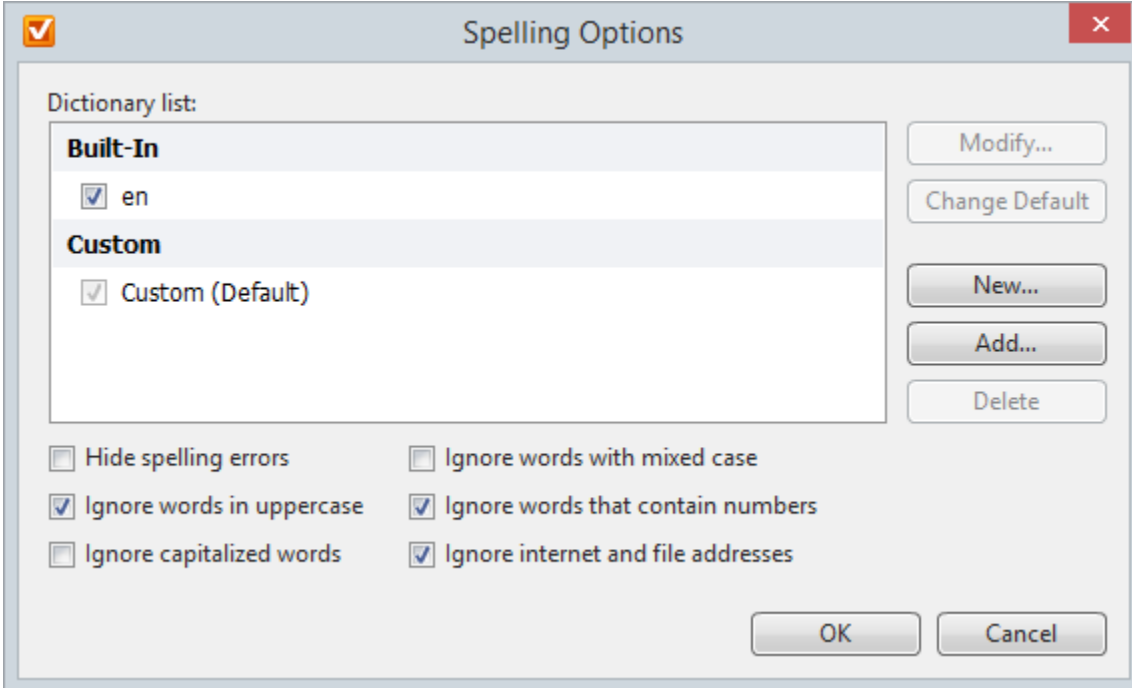 Spelling Options
Dictionary list:
Built-In
en
Custom
Custom (Default)
Modify...
Change Default
New...
Add...
Delete
Hide spelling errors
Ignore words with mixed case
Ignore words in uppercase
Ignore words that contain numbers
Ignore capitalized words
Ignore internet and file addresses
OK
Cancel